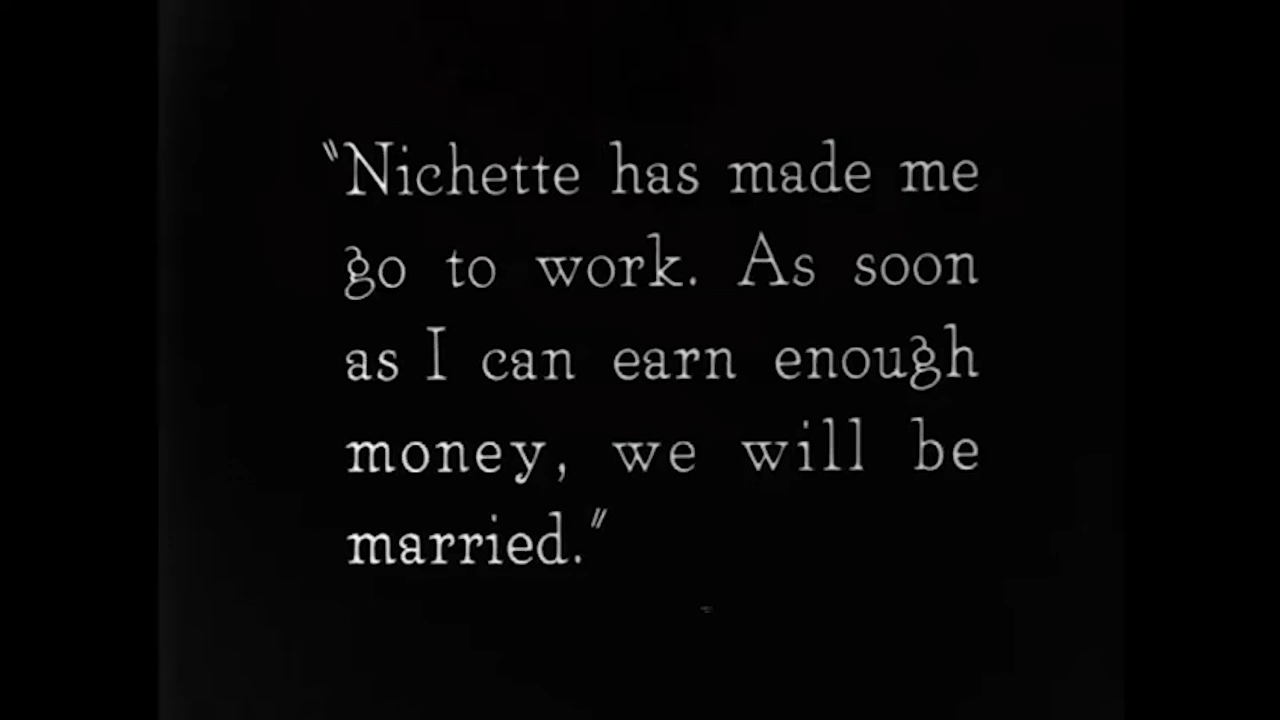 "Nichette has made me
go to work. As soon
as I can earn enough
money, we will be
married."